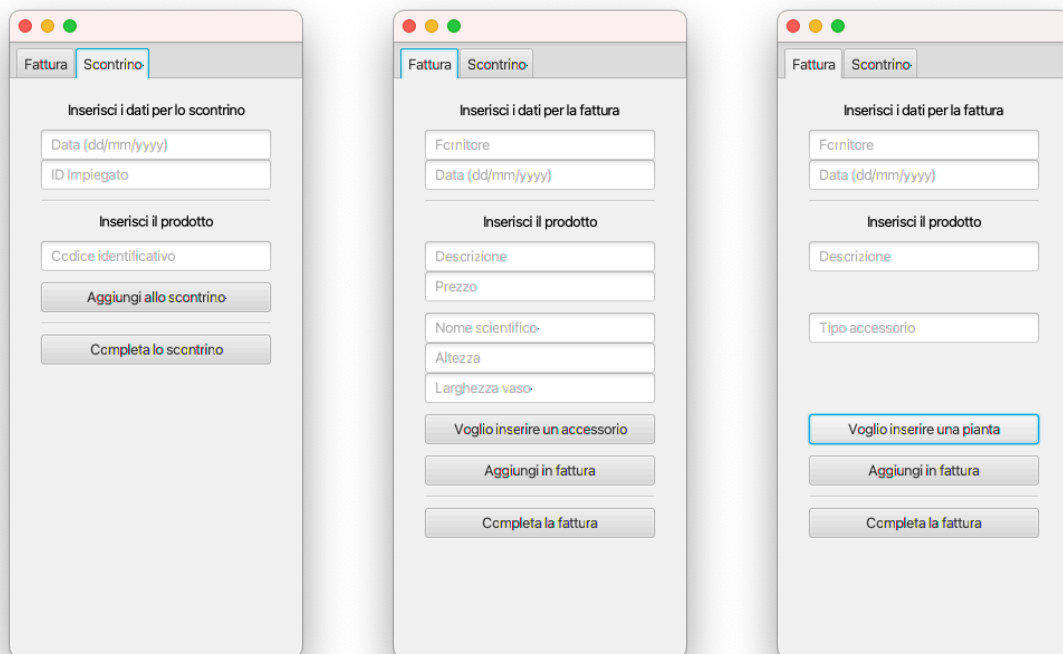 Fattura Scontrino
Inserisci i dati per lo scontrino
Data (dd/mm/yyyy)
ID Impiegato
Inserisci il prodotto
Codice identificativo
Aggiungi allo scontrino
Completa lo scontrino
Fattura Scontrino
Inserisci i dati per la fattura
Fornitore
Data (dd/mm/yyyy)
Inserisci il prodotto
Descrizione
Prezzo
Nome scientifico
Altezza
Larghezza vaso
Voglio inserire un accessorio
Aggiungi in fattura
Completa la fattura
Fattura Scontrino
Inserisci i dati per la fattura
Fornitore
Data (dd/mm/yyyy)
Inserisci il prodotto
Descrizione
Tipo accessorio
Voglio inserire una pianta
Aggiungi in fattura
Completa la fattura